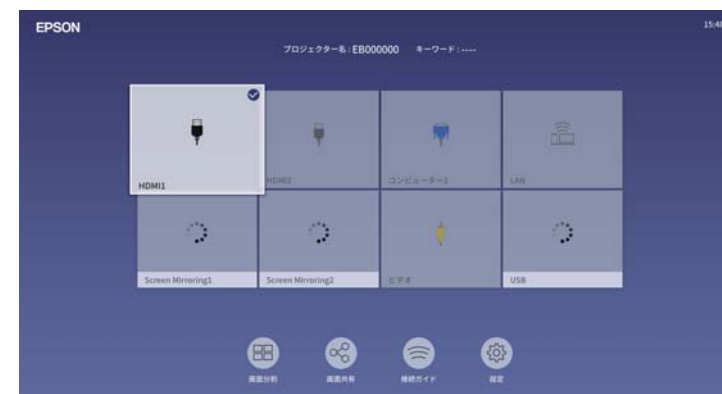 EPSON
15:48
プロジェクター名 : EB000000 キーワード : ----
HDMI1
HDMI2
コンピューター1
LAN
Screen Mirroring1
Screen Mirroring2
ビデオ
USB
画面分割
画面共有
接続ガイド
設定